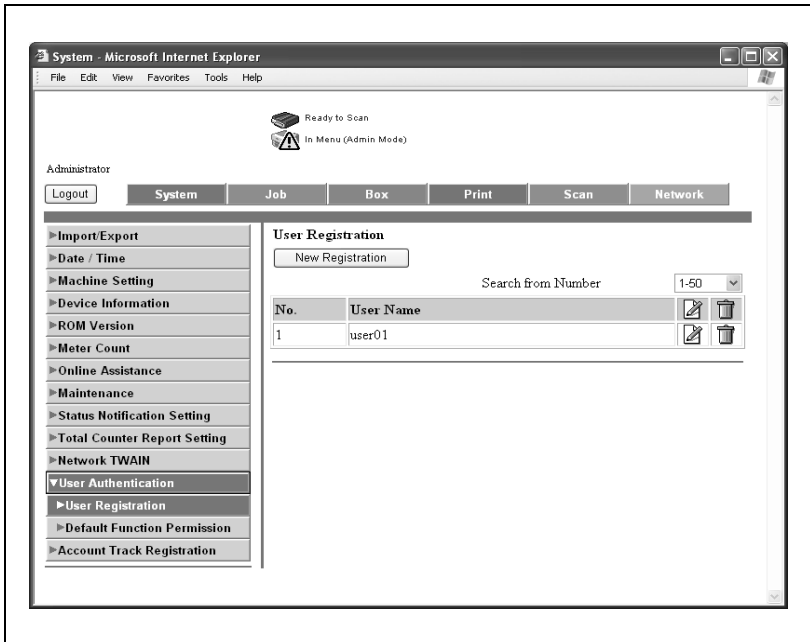 System - Microsoft Internet Explorer
File Edit View Favorites Tools Help
Ready to Scan
In Menu (Admin Mode)
Administrator
Logout System Job Box Print Scan Network
Import/Export
Date / Time
Machine Setting
Device Information
ROM Version
Meter Count
Online Assistance
Maintenance
Status Notification Setting
Total Counter Report Setting
Network TWAIN
User Authentication
User Registration
Default Function Permission
Account Track Registration
User Registration
New Registration
Search from Number 1-50
No. User Name
1 user01